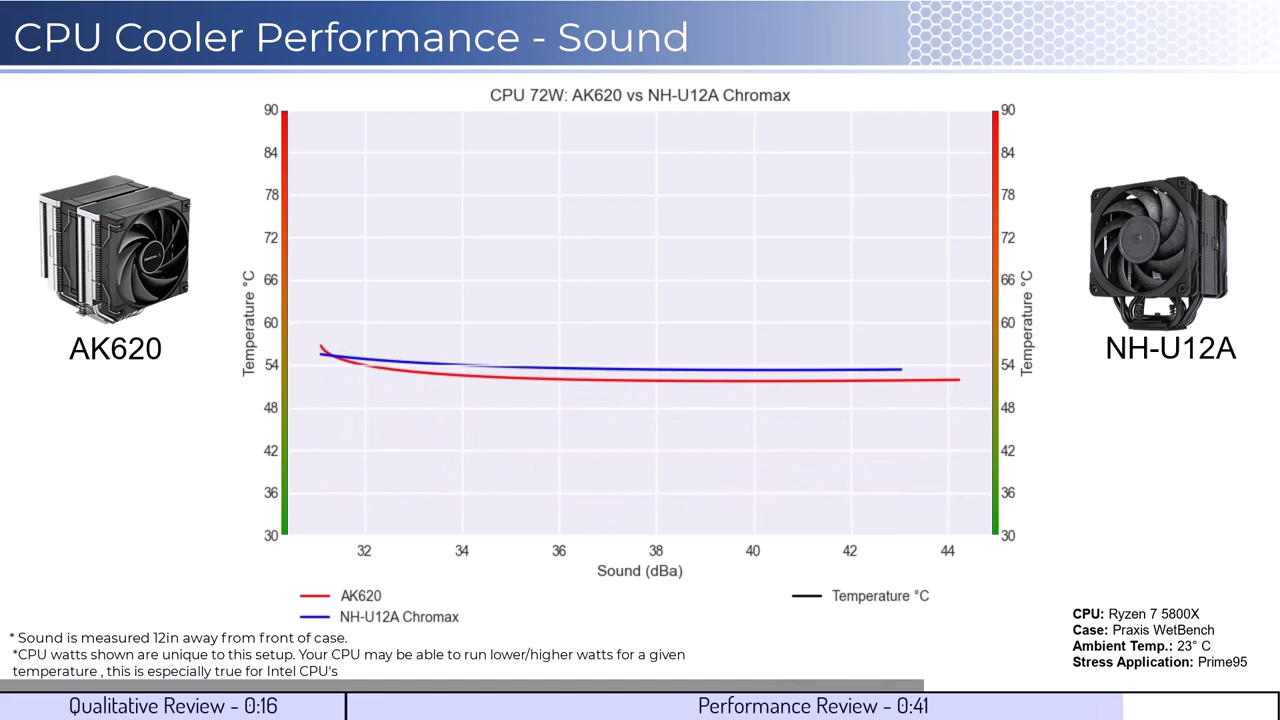 CPU Cooler Performance - Sound
CPU 72W: AK620 vs NH-U12A Chromax
90
84
78
72
66
60
54
48
42
36
30
Temperature °C
90
84
78
72
66
60
54
48
42
36
30
Temperature °C
32 34 36 38 40 42 44
Sound (dBa)
AK620
NH-U12A Chromax
Temperature °C
AK620
NH-U12A
* Sound is measured 12in away from front of case.
*CPU watts shown are unique to this setup. Your CPU may be able to run lower/higher watts for a given
temperature , this is especially true for Intel CPU's
CPU: Ryzen 7 5800X
Case: Praxis WetBench
Ambient Temp.: 23° C
Stress Application: Prime95
Qualitative Review - 0:16
Performance Review - 0:41